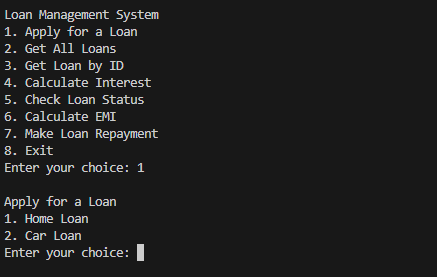 Loan Management System
1. Apply for a Loan
2. Get All Loans
3. Get Loan by ID
4. Calculate Interest
5. Check Loan Status
6. Calculate EMI
7. Make Loan Repayment
8. Exit
Enter your choice: 1
Apply for a Loan
1. Home Loan
2. Car Loan
Enter your choice: